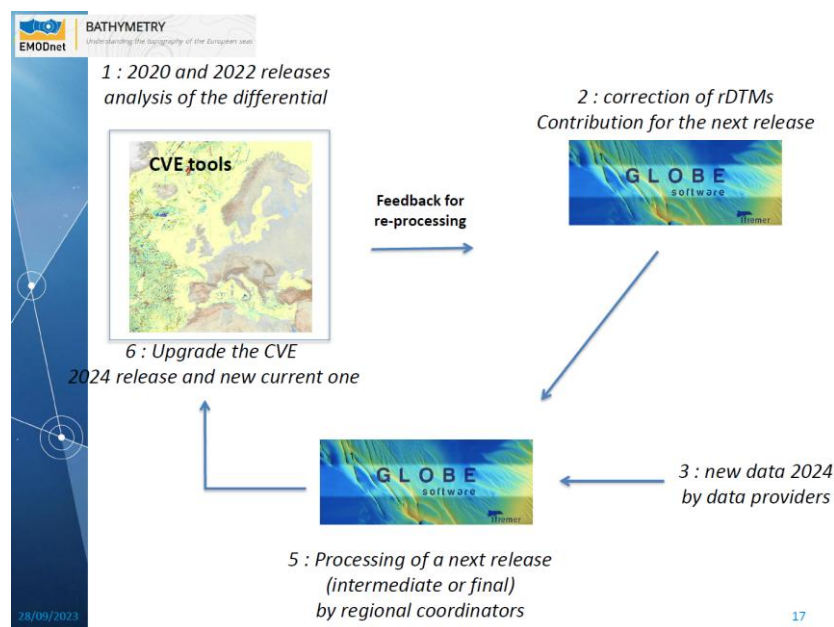 EMODnet
BATHYMETRY
Understanding the topography of the European seas
1 : 2020 and 2022 releases
analysis of the differential
2 : correction of rDTMs
Contribution for the next release
CVE tools
GLOBE
software
ifremer
Feedback for
re-processing
6 : Upgrade the CVE
2024 release and new current one
GLOBE
software
ifremer
3 : new data 2024
by data providers
5 : Processing of a next release
(intermediate or final)
by regional coordinators
28/09/2023
17